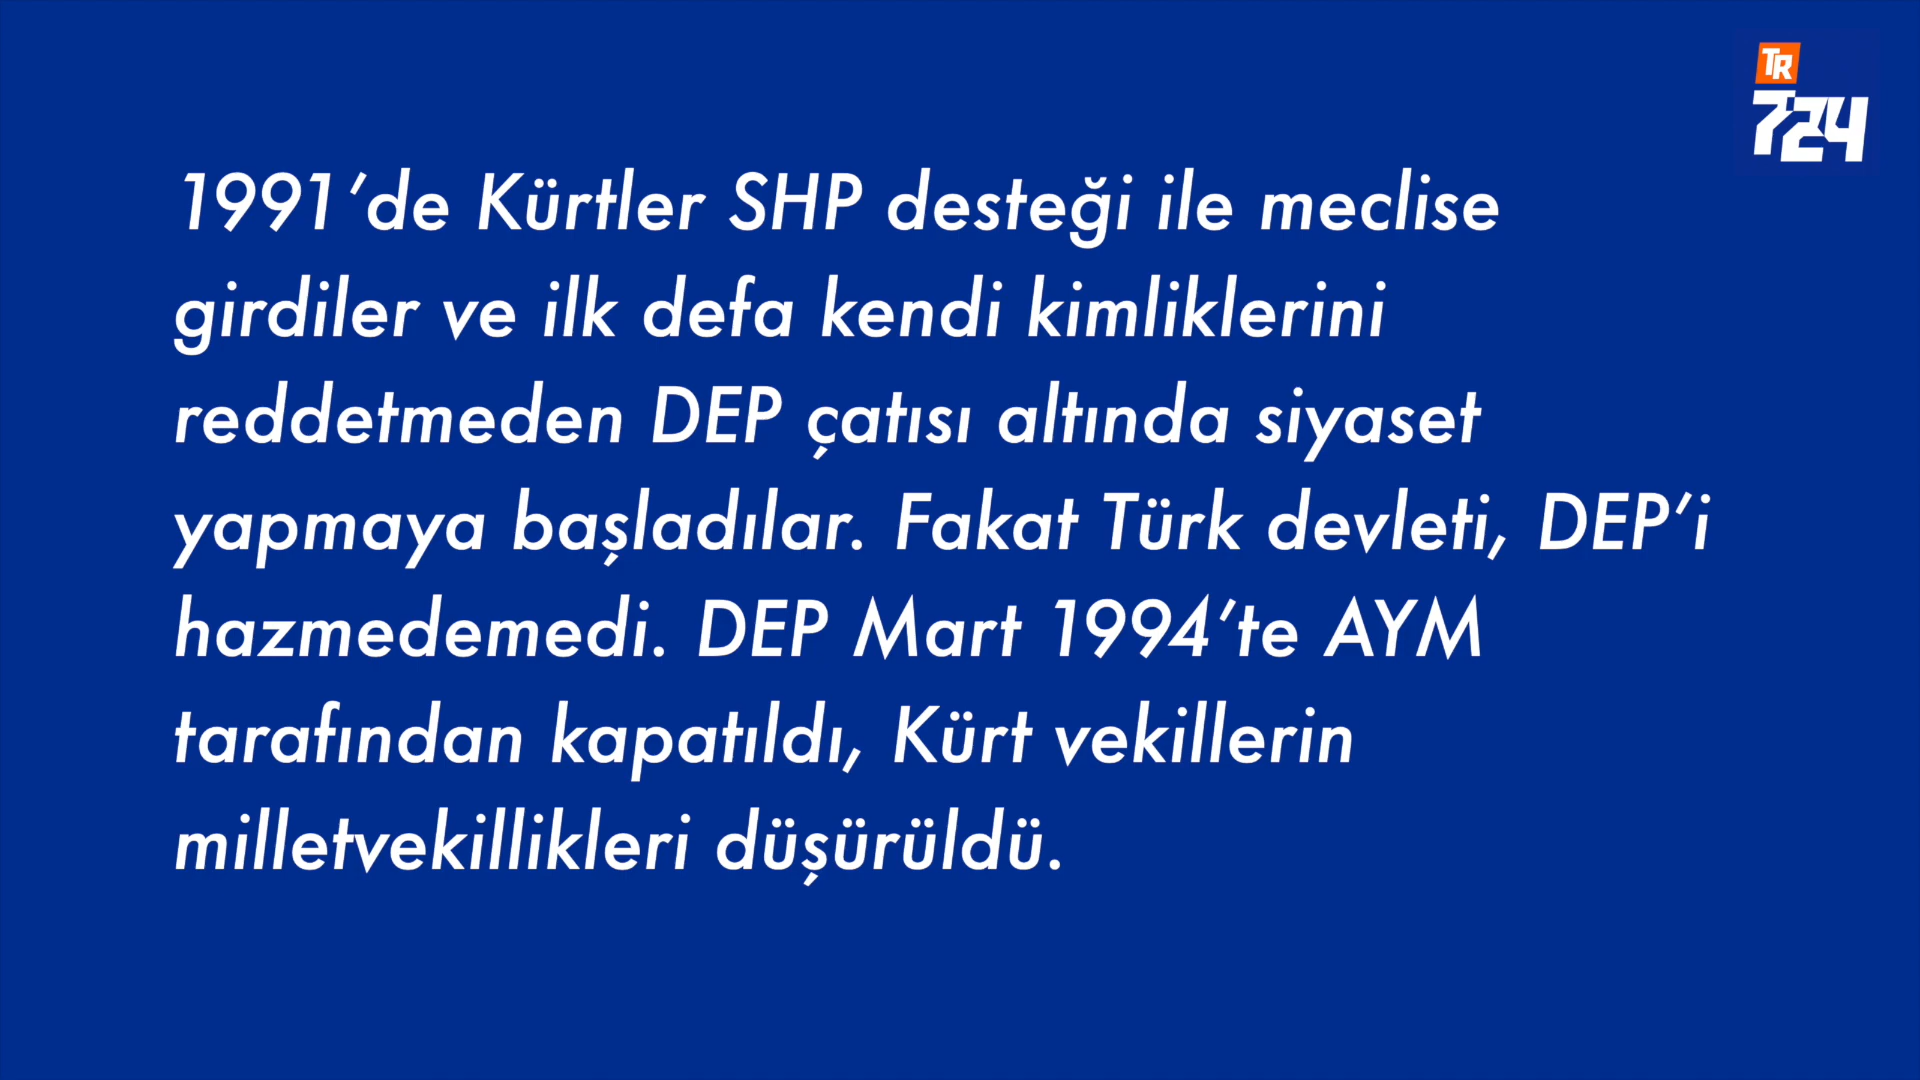 TR
724
1991’de Kürtler SHP desteği ile meclise
girdiler ve ilk defa kendi kimliklerini
reddetmeden DEP çatısı altında siyaset
yapmaya başladılar. Fakat Türk devleti, DEP’i
hazmedemedi. DEP Mart 1994’te AYM
tarafından kapatıldı, Kürt vekillerin
milletvekillikleri düşürüldü.